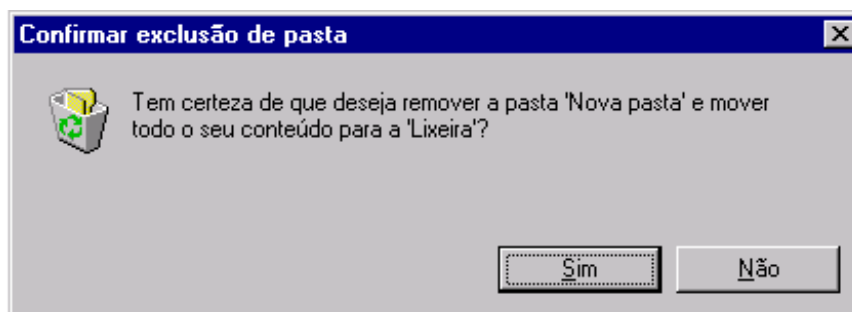 Confirmar exclusão de pasta
Tem certeza de que deseja remover a pasta 'Nova pasta' e mover
todo o seu conteúdo para a 'Lixeira'?
Sim Não